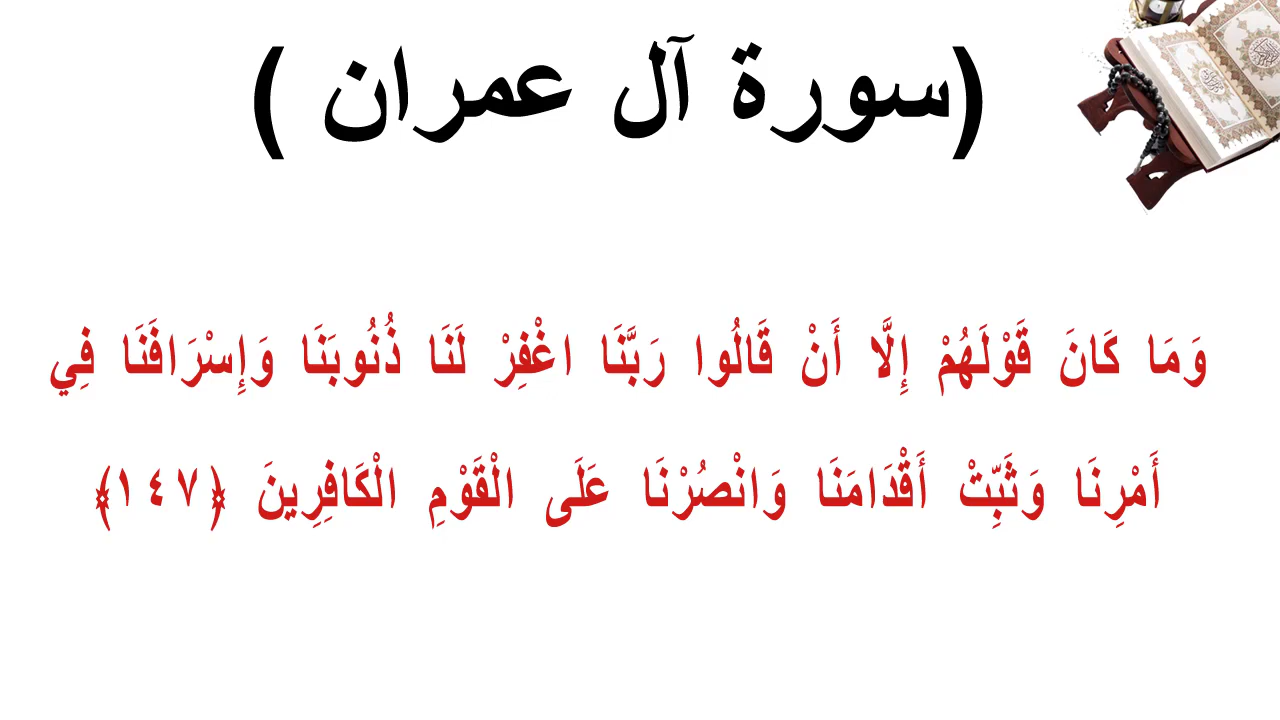 (سورة آل عمران )
وَمَا كَانَ قَوْلَهُمْ إِلَّا أَنْ قَالُوا رَبَّنَا اغْفِرْ لَنَا ذُنُوبَنَا وَإِسْرَافَنَا فِي
أَمْرِنَا وَثَبِّتْ أَقْدَامَنَا وَانْصُرْنَا عَلَى الْقَوْمِ الْكَافِرِينَ ﴿١٤٧﴾